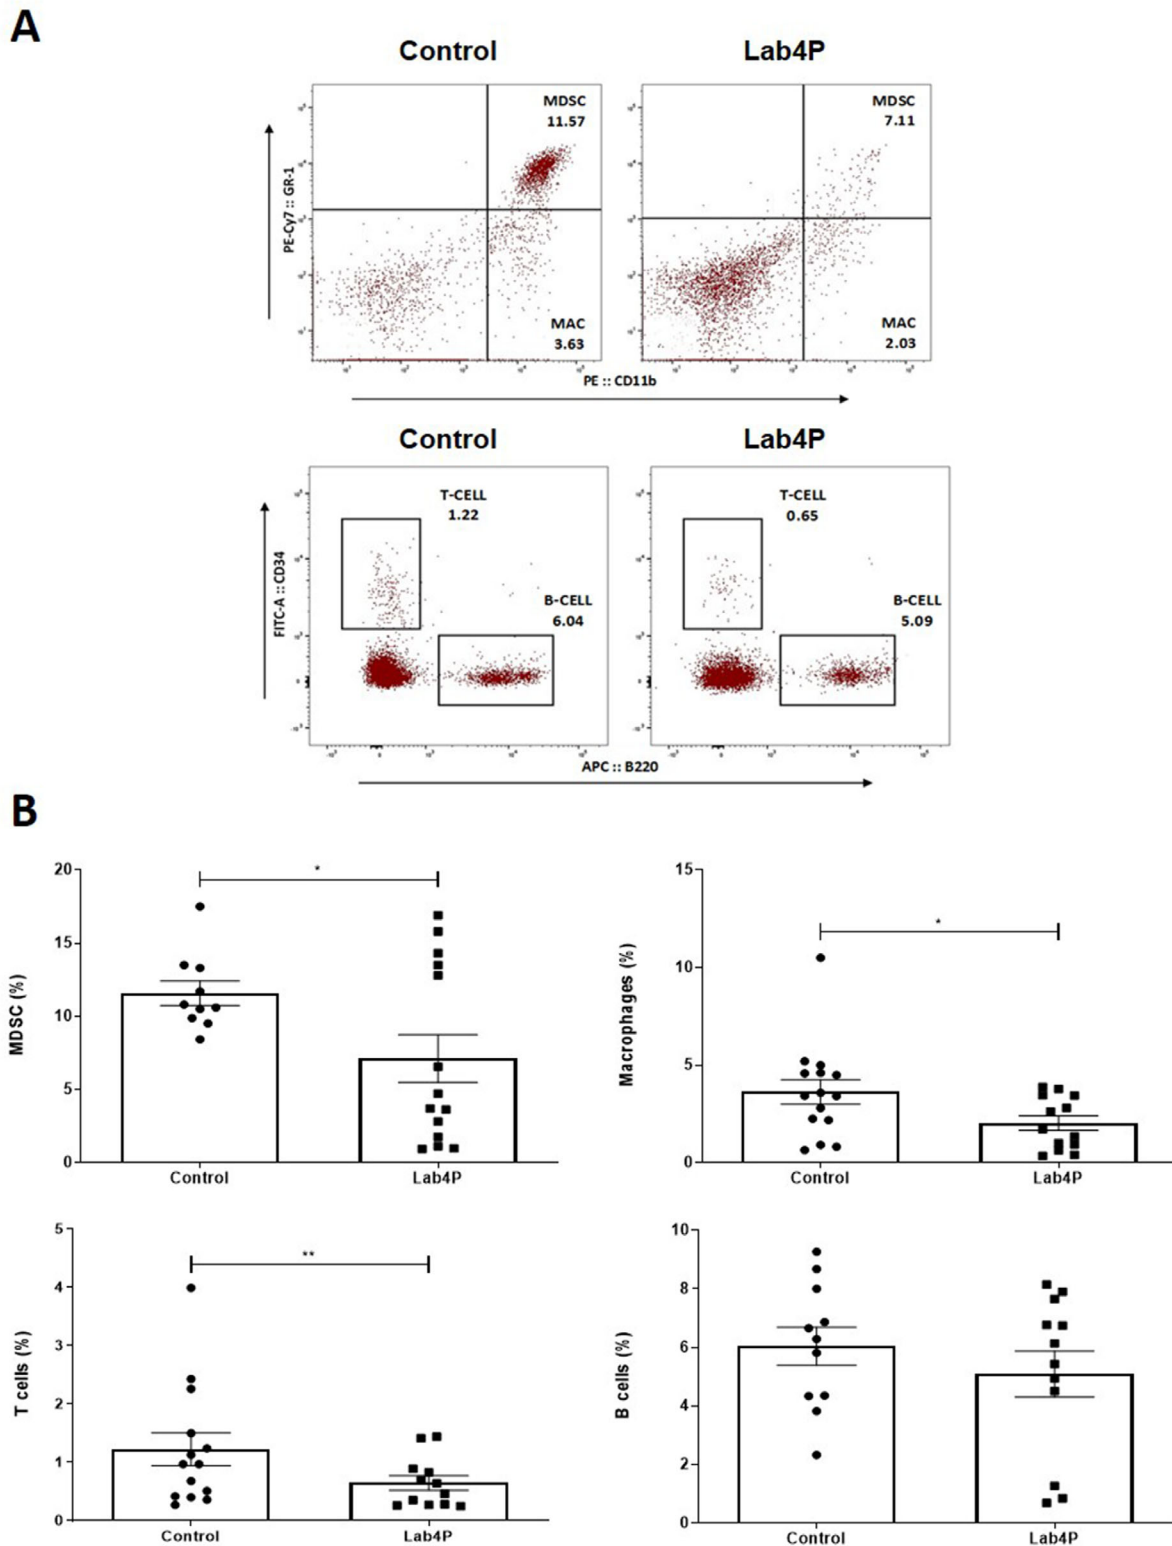 A
Control
Lab4P
MDSC
11.57
MDSC
7.11
PE-Cy7 :: GR-1
MAC
3.63
MAC
2.03
PE :: CD11b
Control
Lab4P
T-CELL
1.22
T-CELL
0.65
FITC-A :: CD34
B-CELL
6.04
B-CELL
5.09
APC :: B220
B
20
15
10
5
0
MDSC (%)
*
Control
Lab4P
15
10
5
0
Macrophages (%)
*
Control
Lab4P
5
4
3
2
1
0
T cells (%)
**
Control
Lab4P
10
8
6
4
2
0
B cells (%)
Control
Lab4P